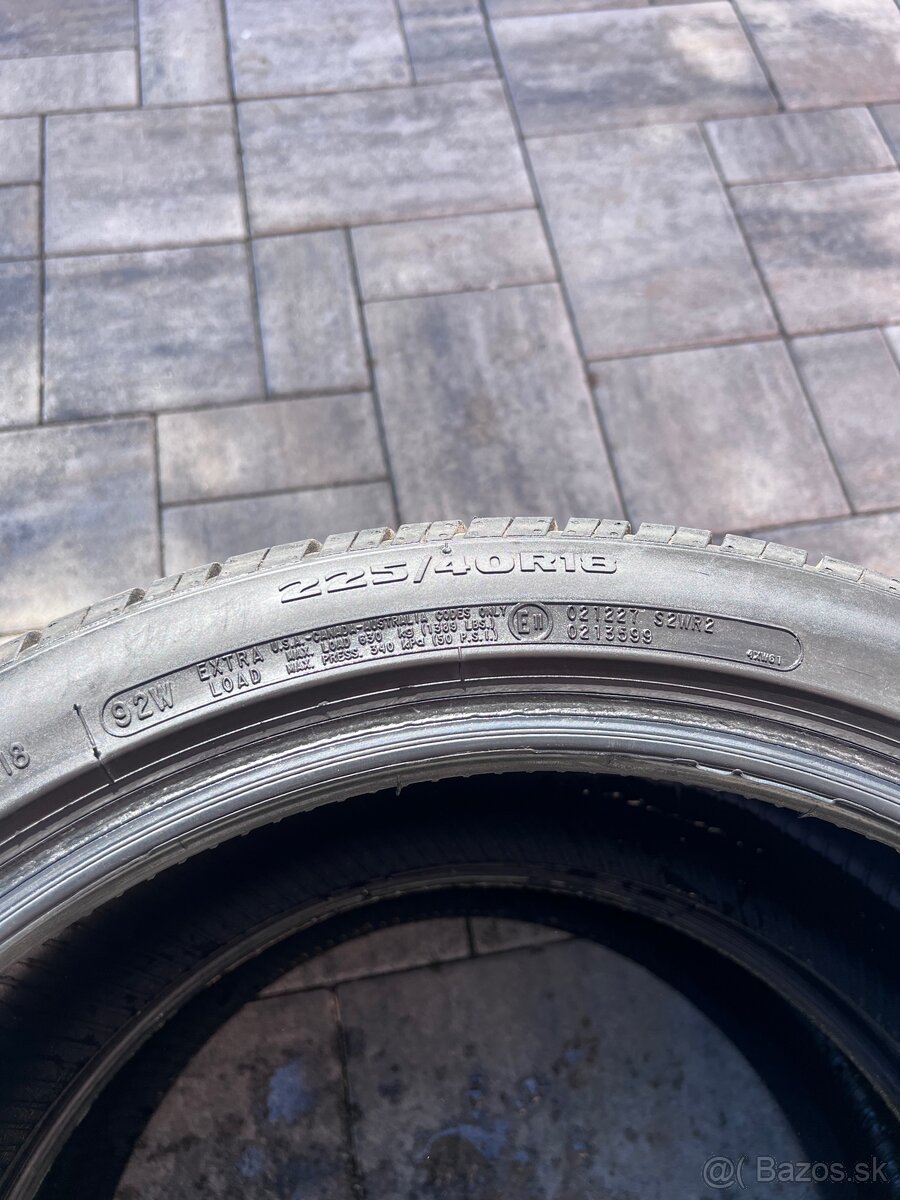 225/40R18
92W EXTRA LOAD
U.S.A.-CANADA-AUSTRALIA CODES ONLY
MAX. LOAD 630 kg (1389 LBS.)
MAX. PRESS. 340 kPa (50 P.S.I.)
E11
021227 S2WR2
0213599
4XW61
18
@( Bazos.sk